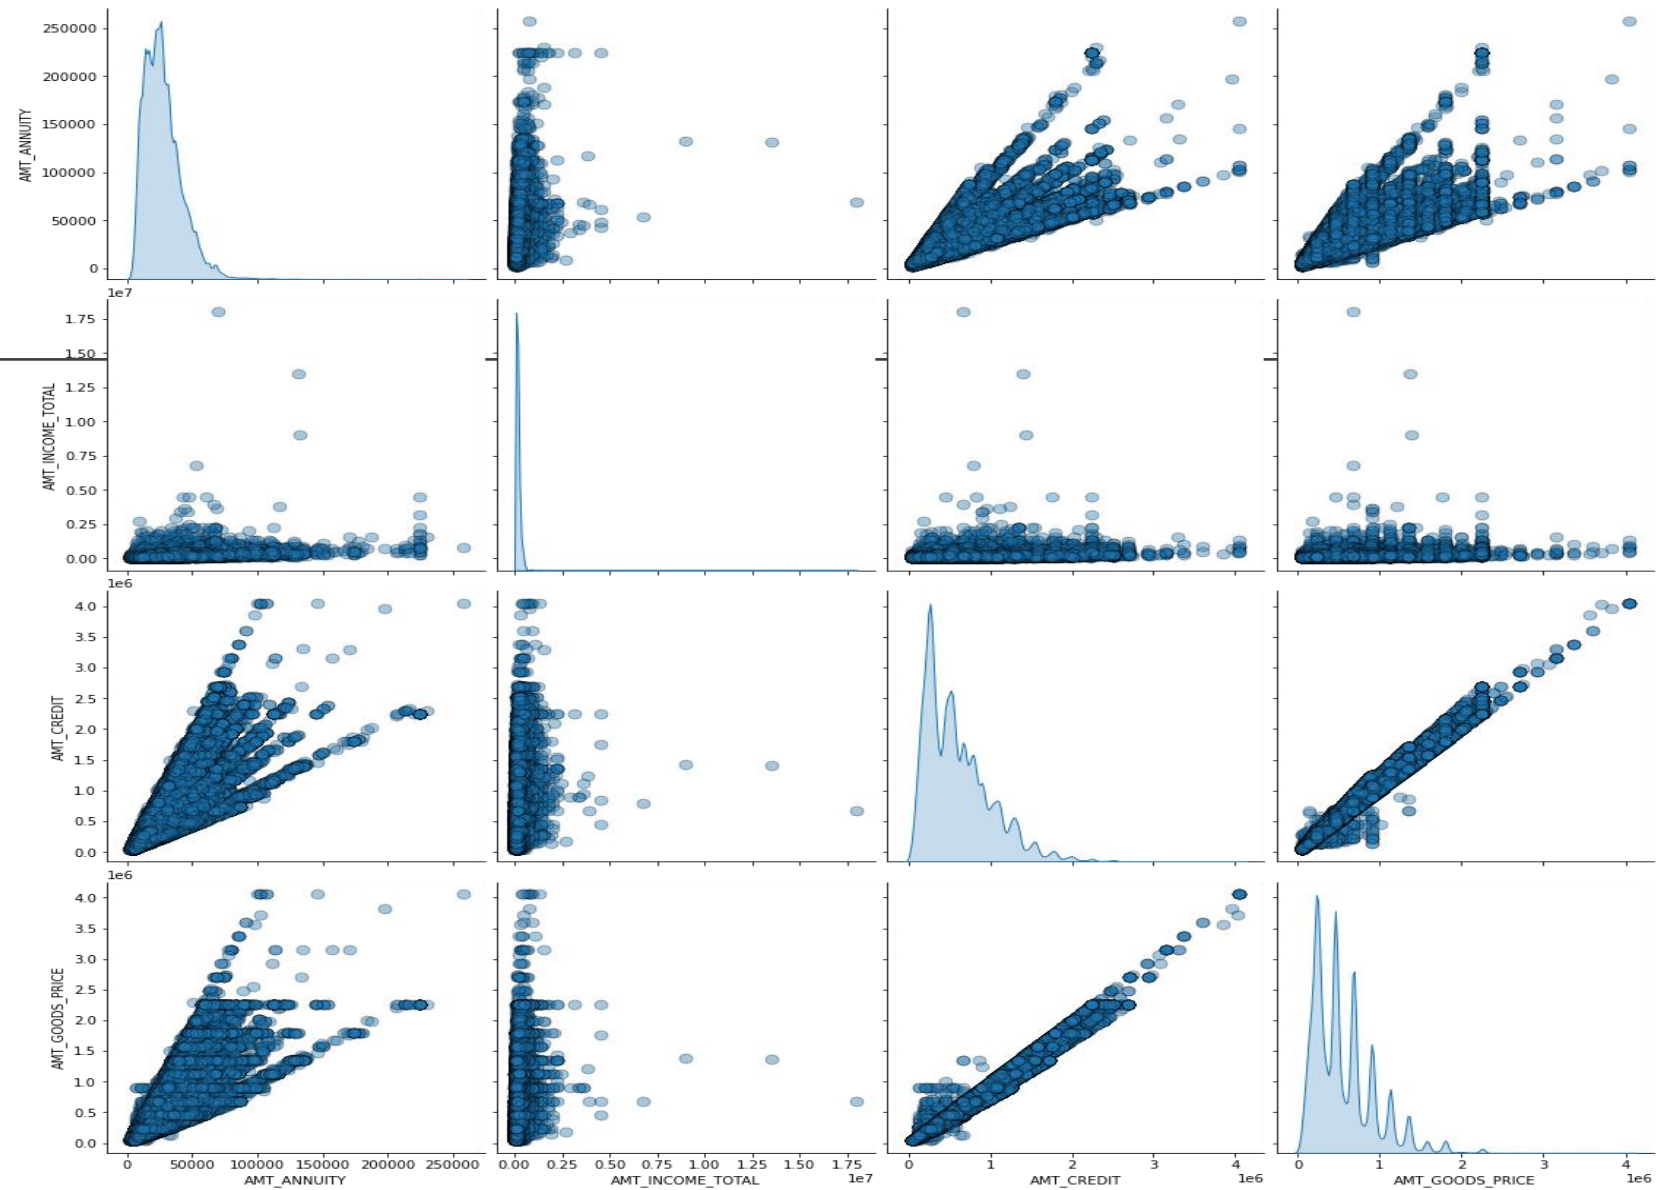 250000
200000
150000
100000
50000
0
AMT_ANNUITY
1e7
1.75
1.50
1.25
1.00
0.75
0.50
0.25
0.00
AMT_INCOME_TOTAL
1e6
4.0
3.5
3.0
2.5
2.0
1.5
1.0
0.5
0.0
AMT_CREDIT
1e6
4.0
3.5
3.0
2.5
2.0
1.5
1.0
0.5
0.0
AMT_GOODS_PRICE
0 50000 100000 150000 200000 250000
AMT_ANNUITY
0.00 0.25 0.50 0.75 1.00 1.25 1.50 1.75
AMT_INCOME_TOTAL 1e7
0 1 2 3 4
AMT_CREDIT 1e6
0 1 2 3 4
AMT_GOODS_PRICE 1e6